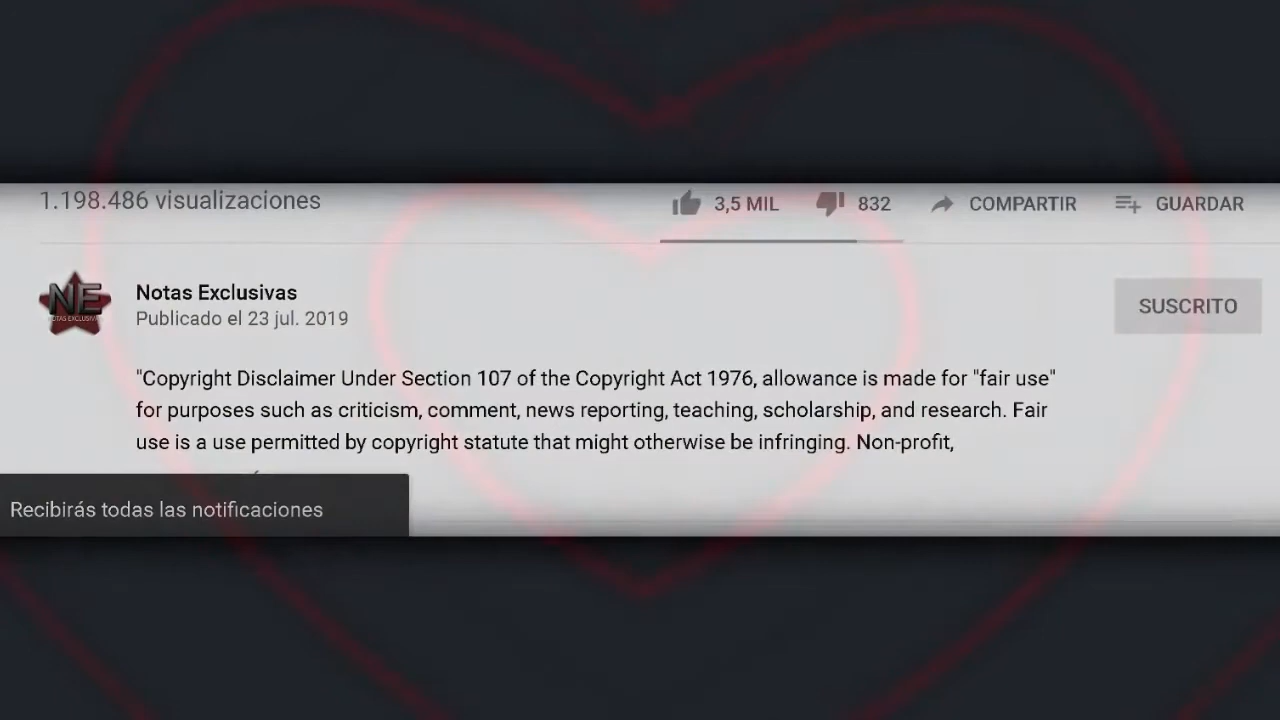 1.198.486 visualizaciones
3,5 MIL
832
COMPARTIR
GUARDAR
NE
NOTAS EXCLUSIVAS
Notas Exclusivas
Publicado el 23 jul. 2019
SUSCRITO
"Copyright Disclaimer Under Section 107 of the Copyright Act 1976, allowance is made for "fair use"
for purposes such as criticism, comment, news reporting, teaching, scholarship, and research. Fair
use is a use permitted by copyright statute that might otherwise be infringing. Non-profit,
Recibirás todas las notificaciones